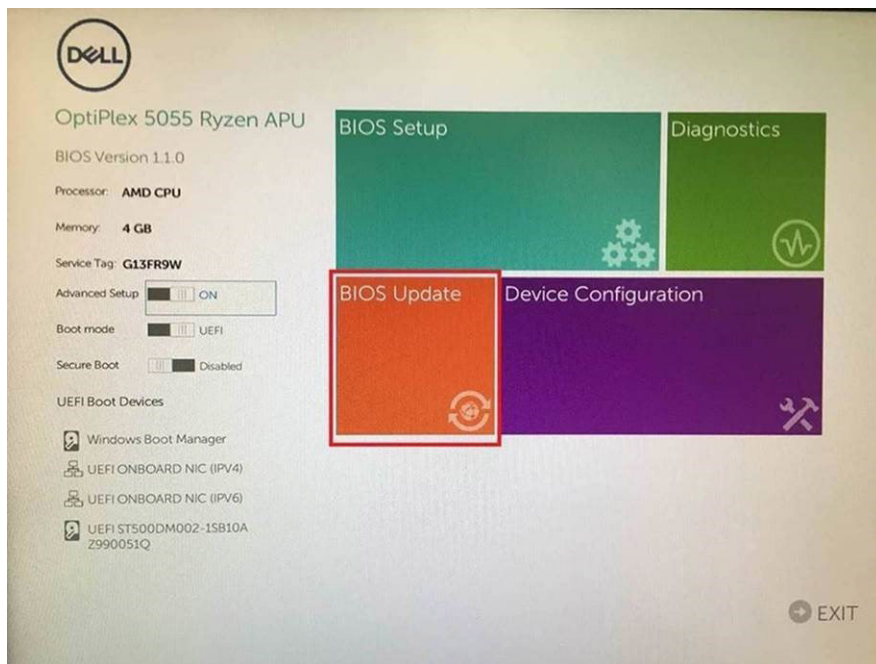 DELL
OptiPlex 5055 Ryzen APU
BIOS Version 1.1.0
Processor: AMD CPU
Memory: 4 GB
Service Tag: G13FR9W
Advanced Setup ON
Boot mode UEFI
Secure Boot Disabled
UEFI Boot Devices
Windows Boot Manager
UEFI ONBOARD NIC (IPV4)
UEFI ONBOARD NIC (IPV6)
UEFI ST500DM002-1SB10A
Z990051Q
BIOS Setup
Diagnostics
BIOS Update
Device Configuration
EXIT